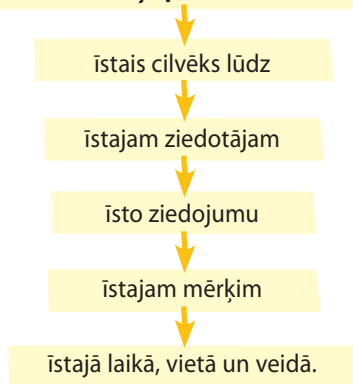 īstais cilvēks lūdz
īstajam ziedotājam
īsto ziedojumu
īstajam mērķim
īstajā laikā, vietā un veidā.